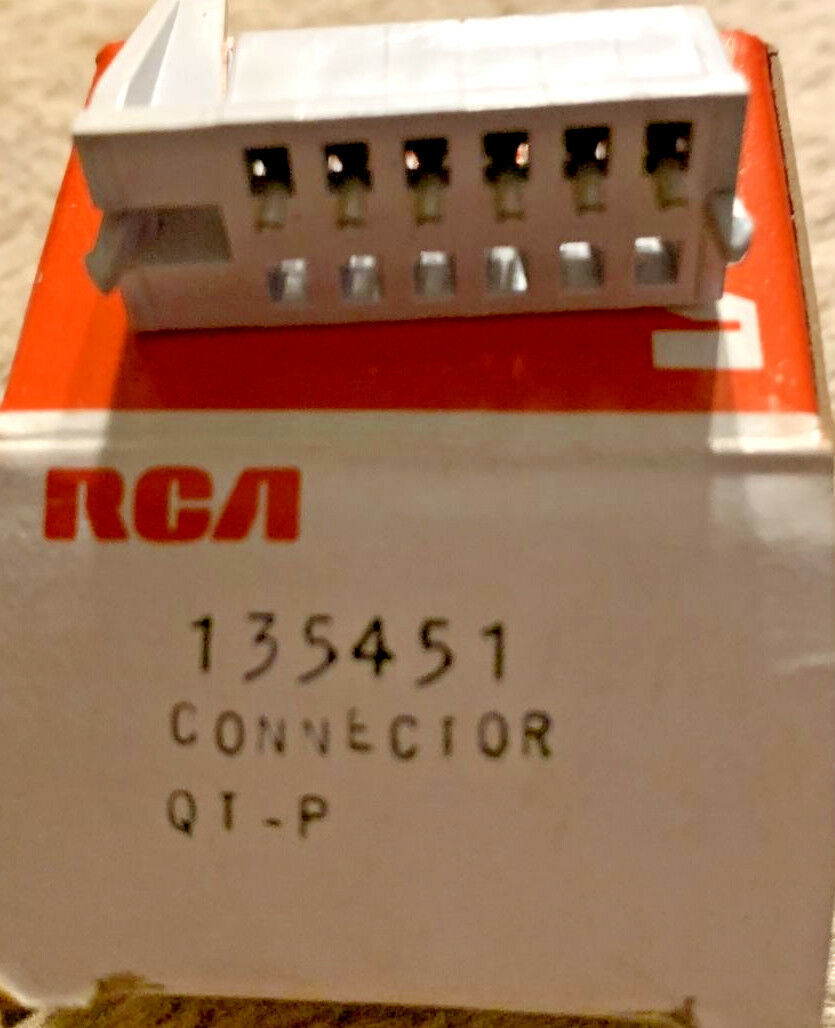 RCA
135451
CONNECTOR
QT-P